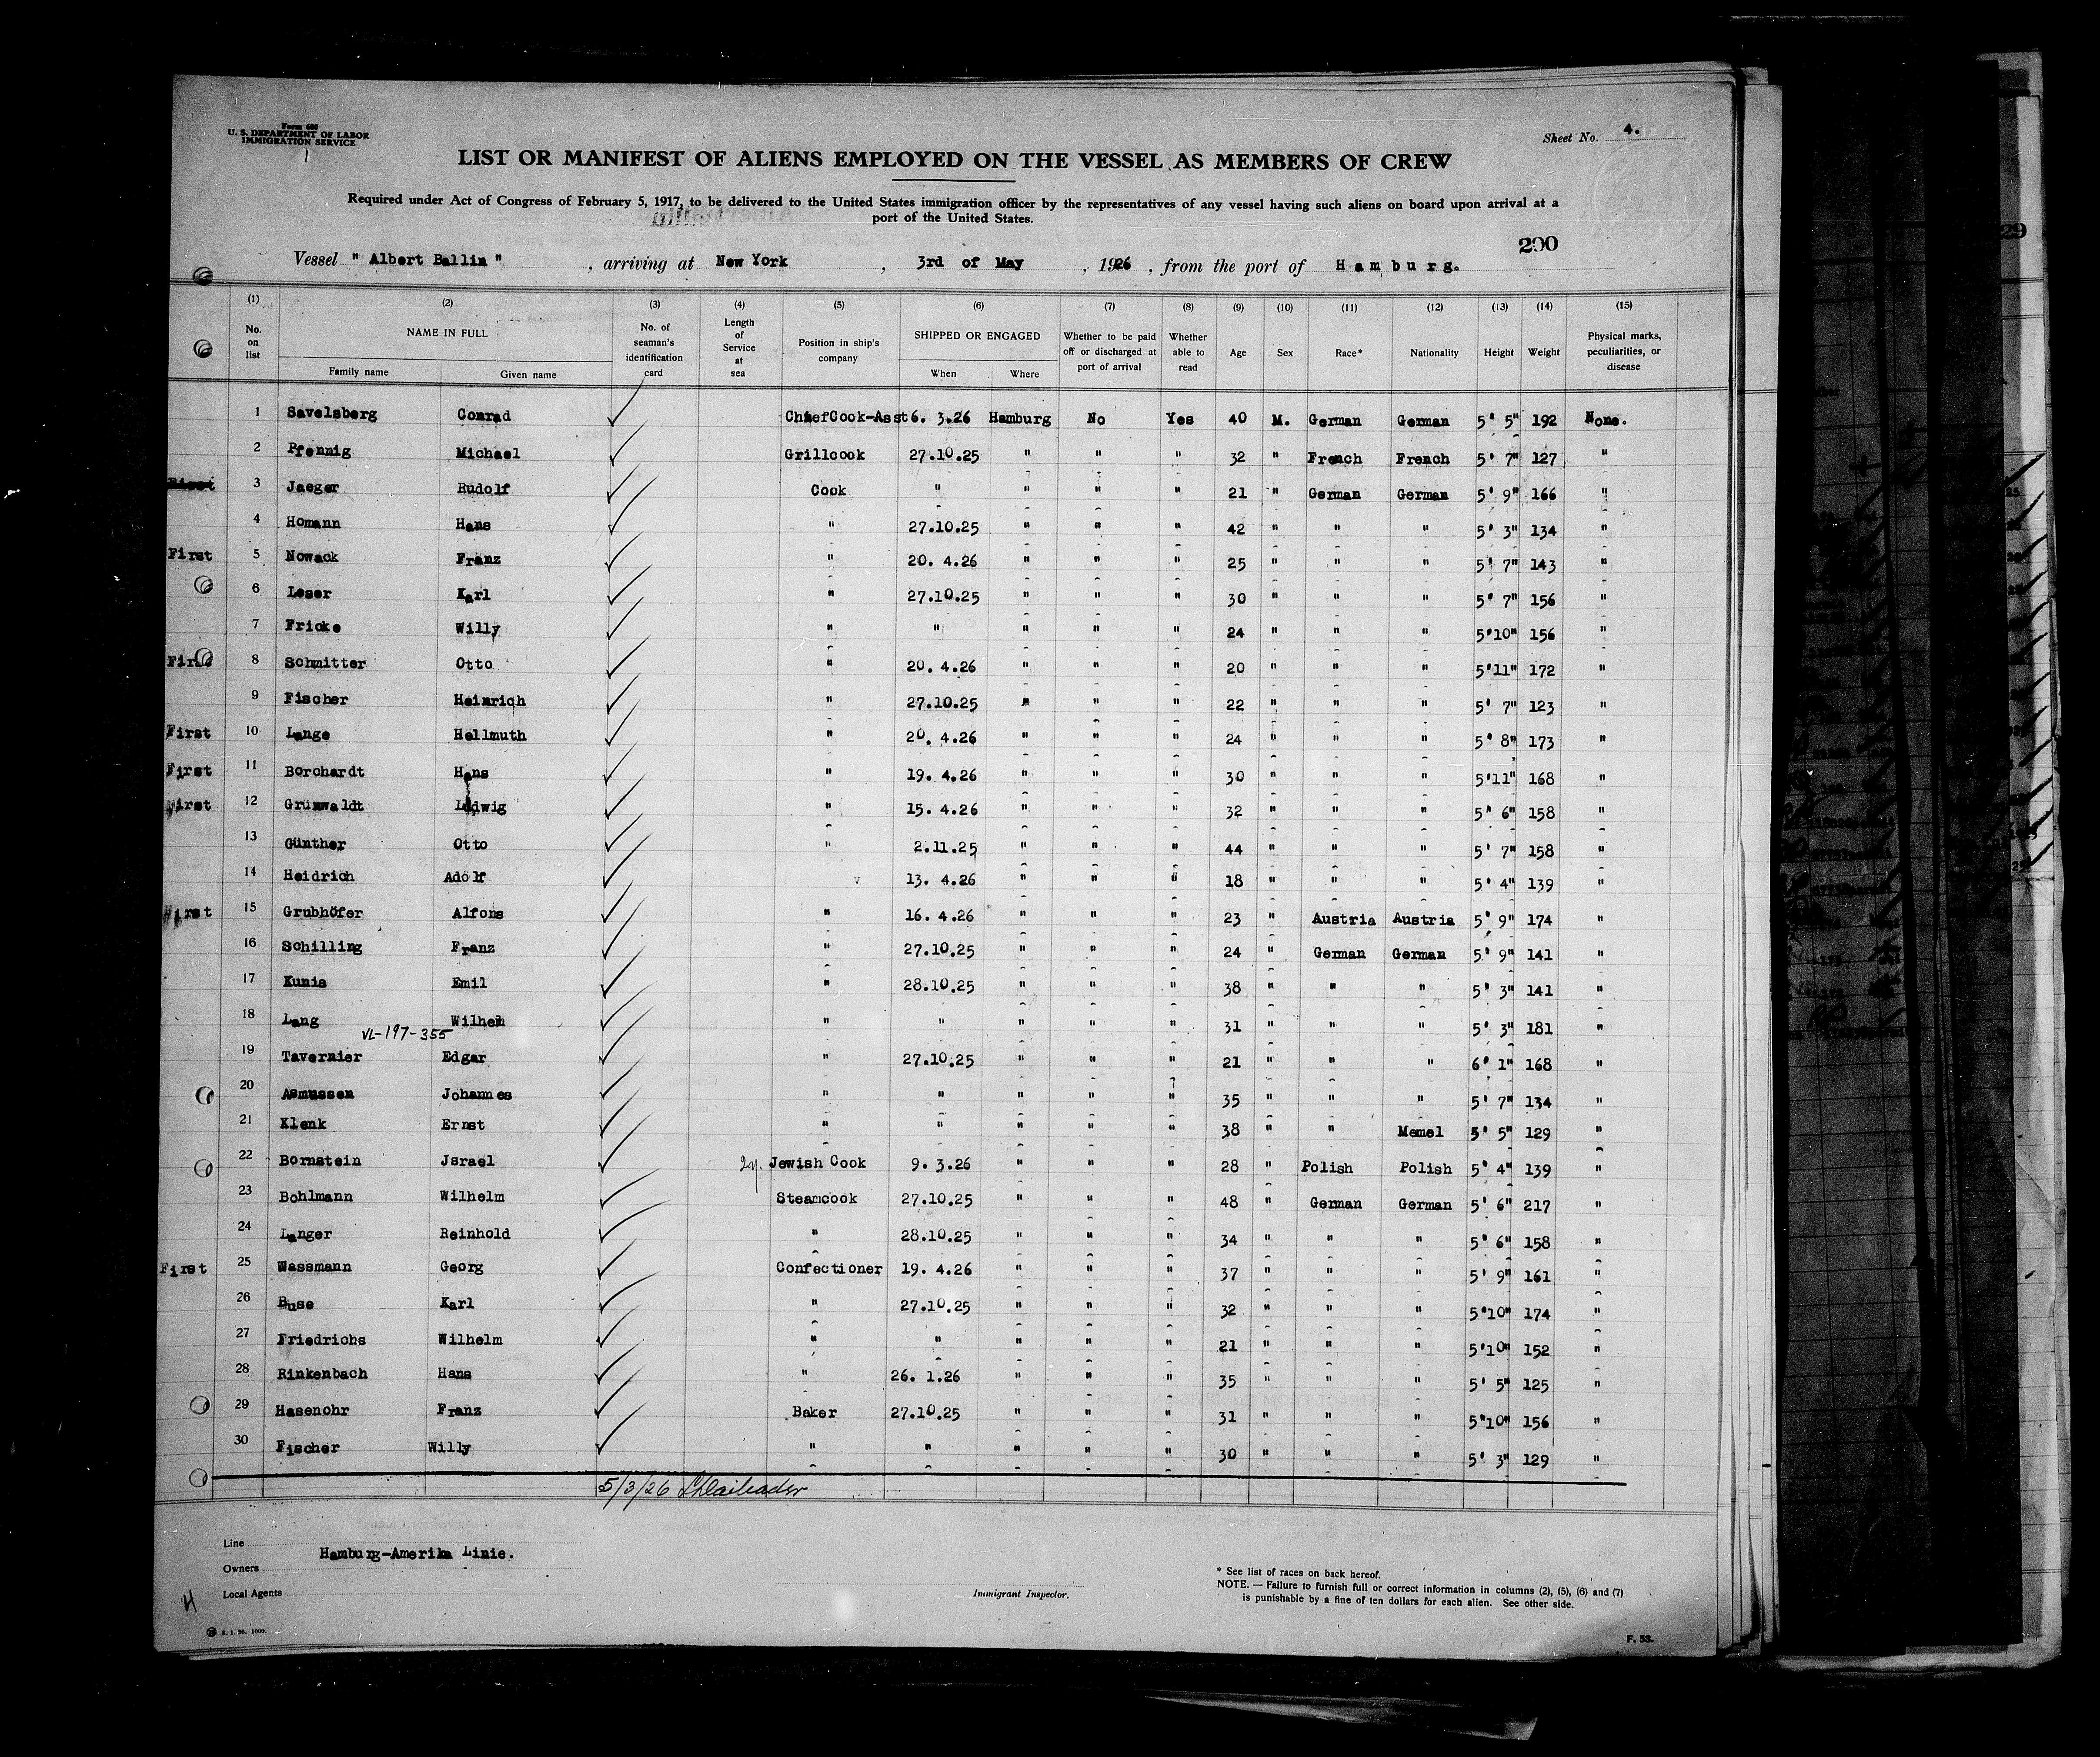 Form 680
U. S. DEPARTMENT OF LABOR
IMMIGRATION SERVICE
Sheet No. 4.
LIST OR MANIFEST OF ALIENS EMPLOYED ON THE VESSEL AS MEMBERS OF CREW
Required under Act of Congress of February 5, 1917, to be delivered to the United States immigration officer by the representatives of any vessel having such aliens on board upon arrival at a
port of the United States.
200
Vessel " Albert Ballin " , arriving at New York , 3rd of May , 1926 , from the port of Hamburg.
(1) (2) (3) (4) (5) (6) (7) (8) (9) (10) (11) (12) (13) (14) (15)
No. on list NAME IN FULL Family name Given name No. of seaman's identification card Length of Service at sea Position in ship's company SHIPPED OR ENGAGED When Where Whether to be paid off or discharged at port of arrival Whether able to read Age Sex Race* Nationality Height Weight Physical marks, peculiarities, or disease
1 Savelsberg Conrad ChiefCook-Asst 6. 3.26 Hamburg No Yes 40 M. German German 5' 5" 192 None.
2 Pfennig Michael Grillcook 27.10.25 " " " 32 " French French 5' 7" 127 "
First 3 Jaeger Rudolf Cook " " " " 21 " German German 5' 9" 166 "
4 Homann Hans " 27.10.25 " " " 42 " " " 5' 3" 134 "
First 5 Nowack Franz " 20. 4.26 " " " 25 " " " 5' 7" 143 "
6 Leser Karl " 27.10.25 " " " 30 " " " 5' 7" 156 "
7 Fricke Willy " " " " " 24 " " " 5'10" 156 "
First 8 Schmitter Otto " 20. 4.26 " " " 20 " " " 5'11" 172 "
9 Fischer Heinrich " 27.10.25 " " " 22 " " " 5' 7" 123 "
First 10 Lange Hellmuth " 20. 4.26 " " " 24 " " " 5' 8" 173 "
First 11 Borchardt Hans " 19. 4.26 " " " 30 " " " 5'11" 168 "
First 12 Grunwaldt Ludwig " 15. 4.26 " " " 32 " " " 5' 6" 158 "
13 Günther Otto " 2.11.25 " " " 44 " " " 5' 7" 158 "
14 Heidrich Adolf " 13. 4.26 " " " 18 " " " 5' 4" 139 "
First 15 Grubhöfer Alfons " 16. 4.26 " " " 23 " Austria Austria 5' 9" 174 "
16 Schilling Franz " 27.10.25 " " " 24 " German German 5' 9" 141 "
17 Kunis Emil " 28.10.25 " " " 38 " " " 5' 3" 141 "
18 Lang Wilhem " " " " " 31 " " " 5' 3" 181 "
VL-197-355
19 Tavernier Edgar " 27.10.25 " " " 21 " " " 6' 1" 168 "
20 Asmussen Johannes " " " " " 35 " " " 5' 7" 134 "
21 Klenk Ernst " " " " " 38 " " Memel 5' 5" 129 "
22 Bornstein Jsrael 2y. Jewish Cook 9. 3.26 " " " 28 " Polish Polish 5' 4" 139 "
23 Bohlmann Wilhelm Steamcook 27.10.25 " " " 48 " German German 5' 6" 217 "
24 Langer Reinhold " 28.10.25 " " " 34 " " " 5' 6" 158 "
First 25 Wassmann Georg Confectioner 19. 4.26 " " " 37 " " " 5' 9" 161 "
26 Buse Karl " 27.10.25 " " " 32 " " " 5'10" 174 "
27 Friedrichs Wilhelm " " " " " 21 " " " 5'10" 152 "
28 Rinkenbach Hans " 26. 1.26 " " " 35 " " " 5' 5" 125 "
29 Hasenohr Franz Baker 27.10.25 " " " 31 " " " 5'10" 156 "
30 Fischer Willy " " " " " 30 " " " 5' 3" 129 "
5/3/26
Line
Hamburg-Amerika Linie.
Owners
Local Agents
Immigrant Inspector.
* See list of races on back hereof.
NOTE. — Failure to furnish full or correct information in columns (2), (5), (6) and (7)
is punishable by a fine of ten dollars for each alien. See other side.
F. 53.